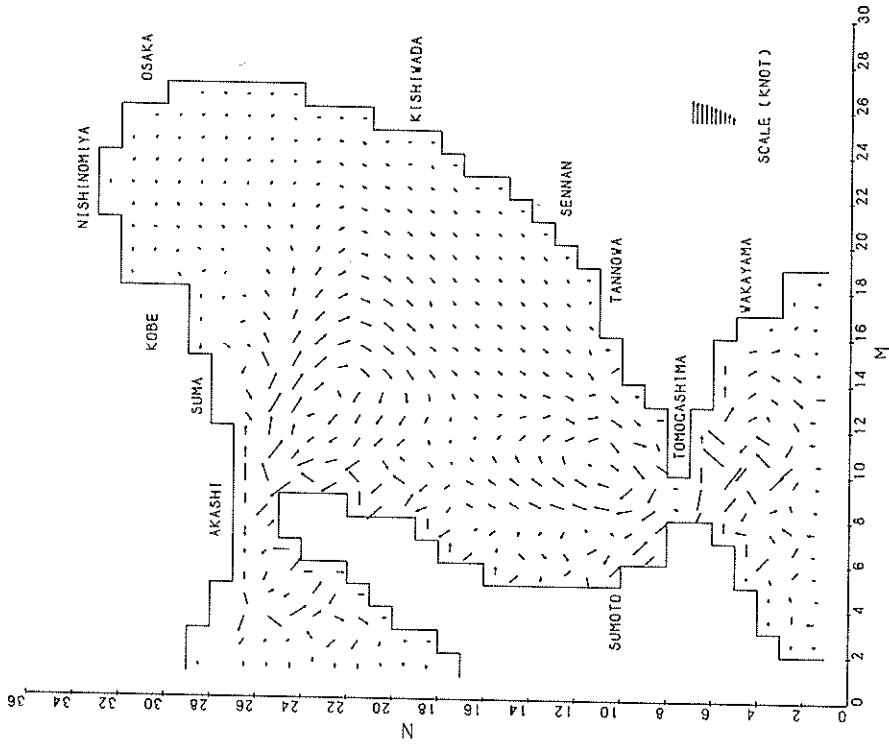 NISHINOMIYA
OSAKA
KOBE
SUMA
AKASHI
KISHIWADA
SENNAN
TANNOWA
TOMOGASHIMA
SUMOTO
WAKAYAMA
SCALE (KNOT)
36
34
32
30
28
26
24
22
20
18
16
14
12
10
8
6
4
2
0
N
0
2
4
6
8
10
12
14
16
18
20
22
24
26
28
30
M